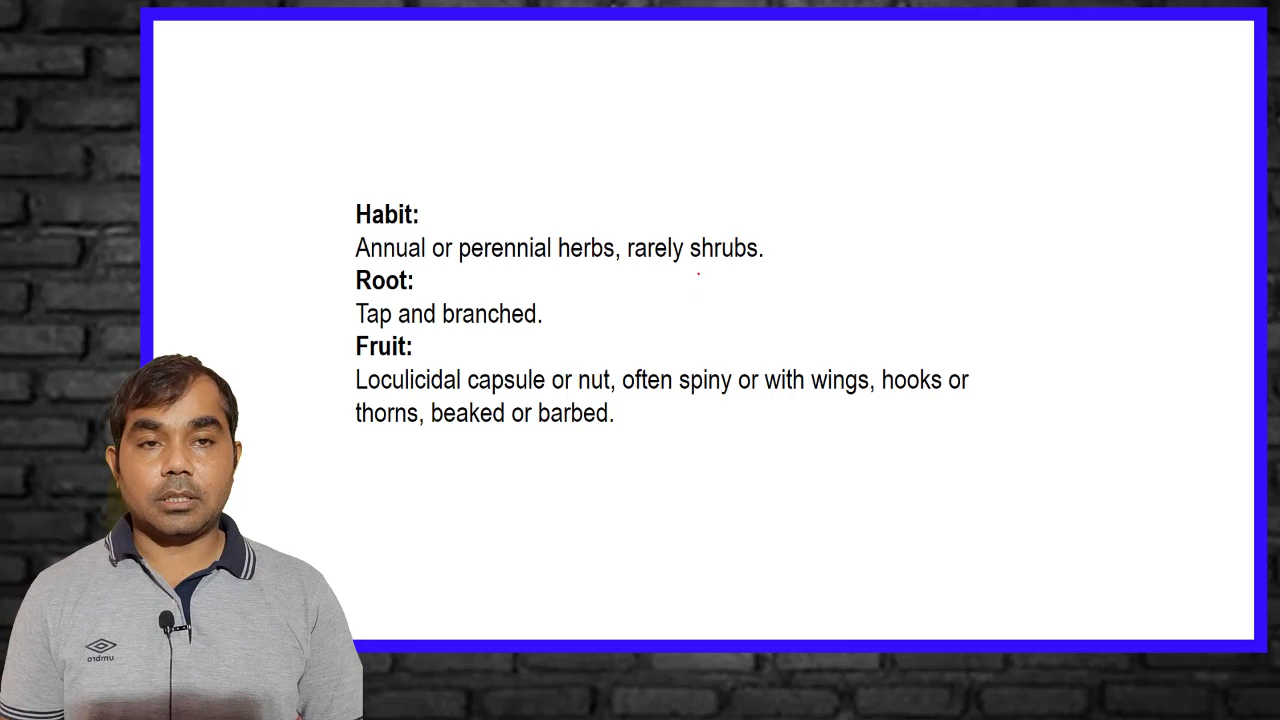 Habit:
Annual or perennial herbs, rarely shrubs.
Root:
Tap and branched.
Fruit:
Loculicidal capsule or nut, often spiny or with wings, hooks or
thorns, beaked or barbed.
umbro